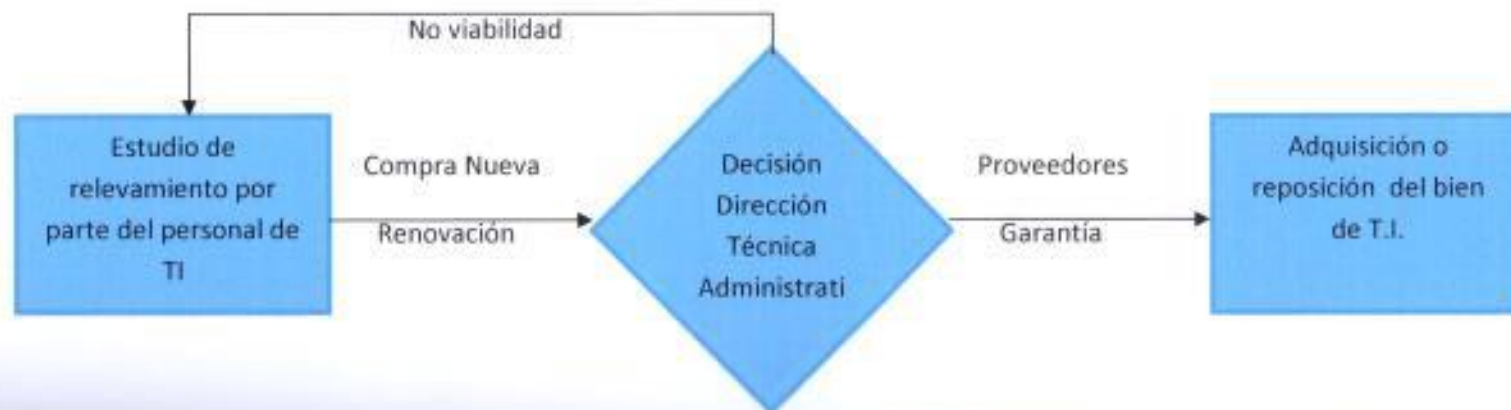 No viabilidad
Estudio de
relevamiento por
parte del personal de
TI
Compra Nueva
Renovación
Decisión
Dirección
Técnica
Administrati
Proveedores
Garantía
Adquisición o
reposición del bien
de T.I.